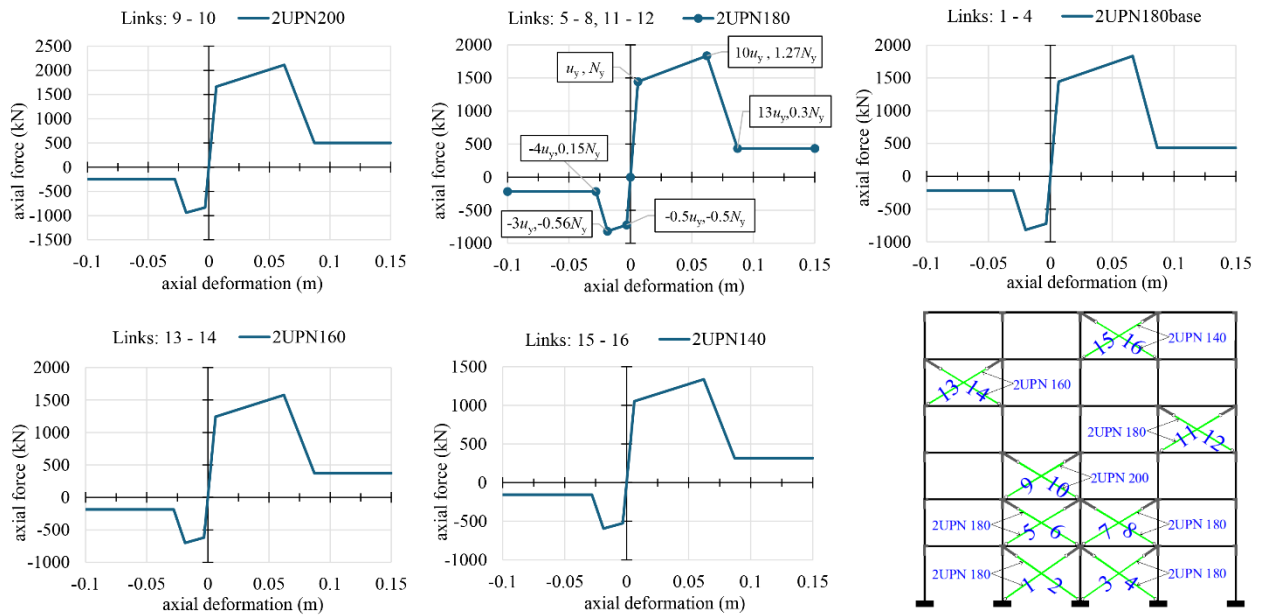 Links: 9 - 10 2UPN200
2500
2000
1500
1000
500
0
-500
-1000
-1500
axial force (kN)
-0.1 -0.05 0 0.05 0.1 0.15
axial deformation (m)
Links: 5 - 8, 11 - 12 2UPN180
2000
1500
1000
500
0
-500
-1000
axial force (kN)
uy , Ny
10uy , 1.27Ny
13uy,0.3Ny
-4uy,0.15Ny
-3uy,-0.56Ny
-0.5uy,-0.5Ny
-0.1 -0.05 0 0.05 0.1 0.15
axial deformation (m)
Links: 1 - 4 2UPN180base
2000
1500
1000
500
0
-500
-1000
axial force (kN)
-0.1 -0.05 0 0.05 0.1 0.15
axial deformation (m)
Links: 13 - 14 2UPN160
2000
1500
1000
500
0
-500
-1000
axial force (kN)
-0.1 -0.05 0 0.05 0.1 0.15
axial deformation (m)
Links: 15 - 16 2UPN140
2000
1500
1000
500
0
-500
-1000
axial force (kN)
-0.1 -0.05 0 0.05 0.1 0.15
axial deformation (m)
15 16 2UPN 140
13 14 2UPN 160
2UPN 180 11 12
9 10 2UPN 200
2UPN 180 5 6 7 8 2UPN 180
2UPN 180 1 2 3 4 2UPN 180